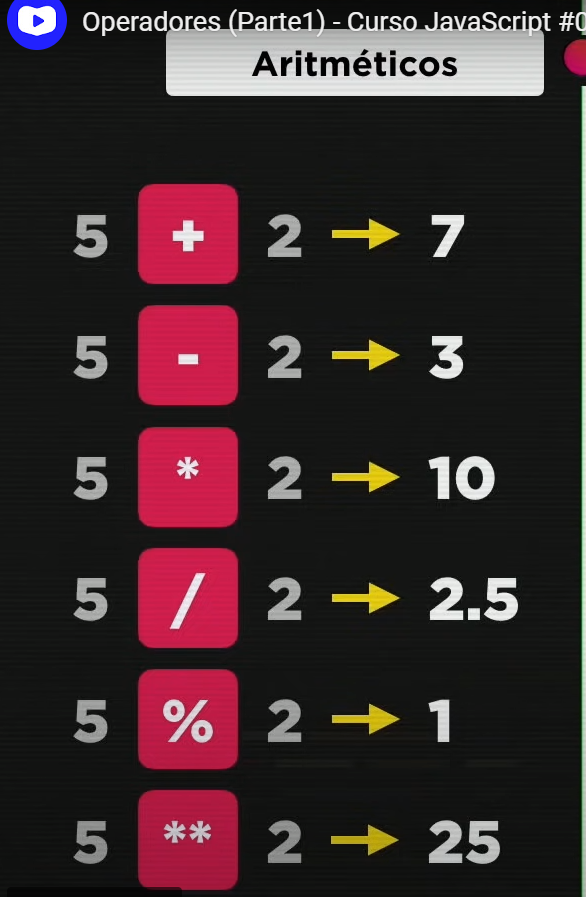 Operadores (Parte1) - Curso JavaScript #0
Aritméticos
5 + 2 → 7
5 - 2 → 3
5 * 2 → 10
5 / 2 → 2.5
5 % 2 → 1
5 ** 2 → 25